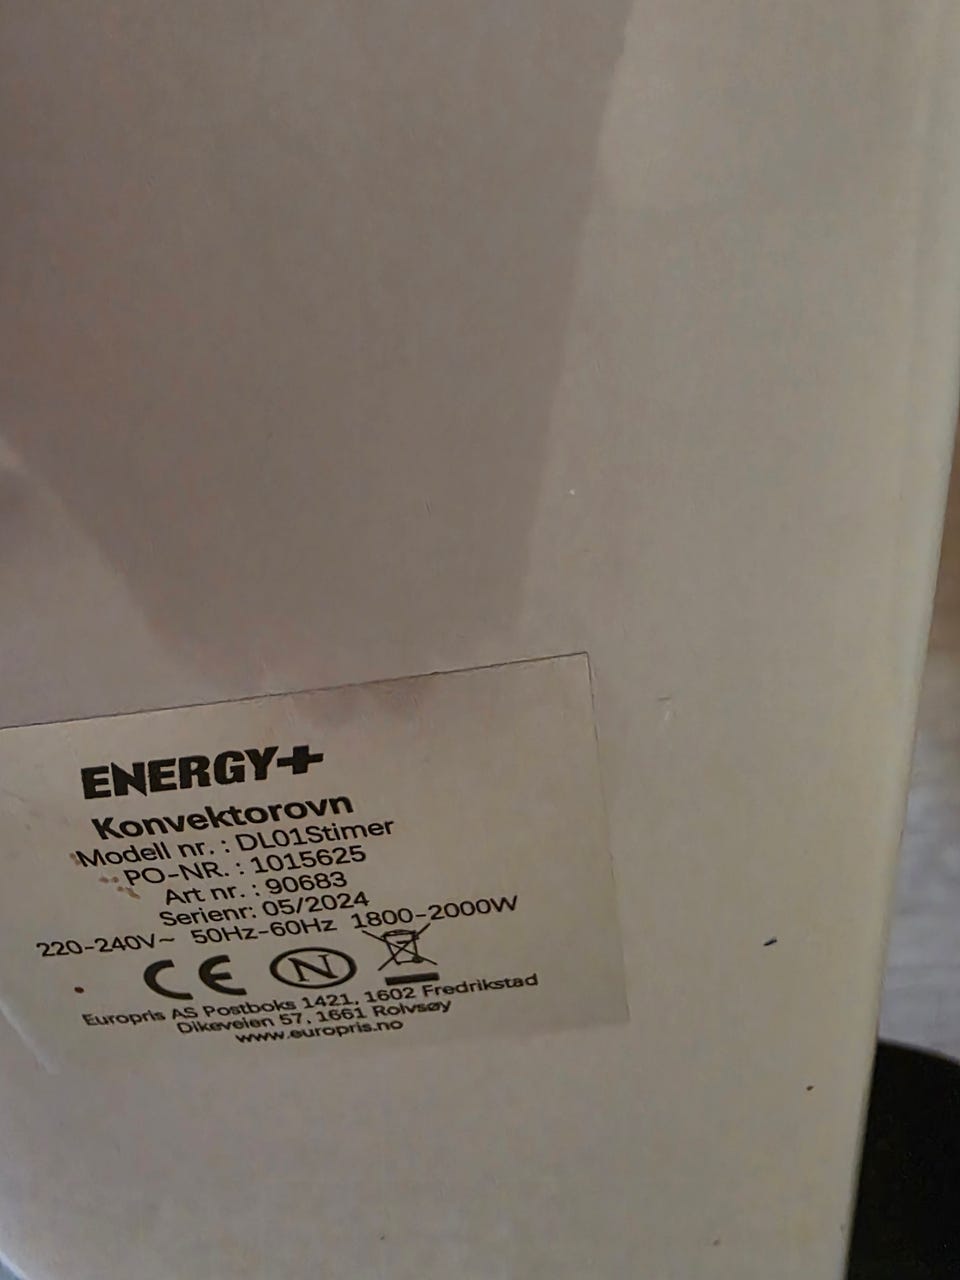 ENERGY+
Konvektorovn
Modell nr. : DL01Stimer
PO-NR. : 1015625
Art nr. : 90683
Serienr: 05/2024
220-240V~ 50Hz-60Hz 1800-2000W
CE N
Europris AS Postboks 1421, 1602 Fredrikstad
Dikeveien 57, 1661 Rolvsøy
www.europris.no